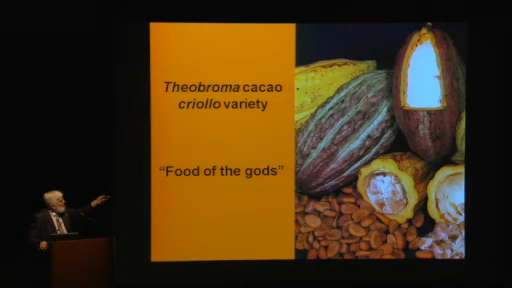 Theobroma cacao
criollo variety
“Food of the gods”